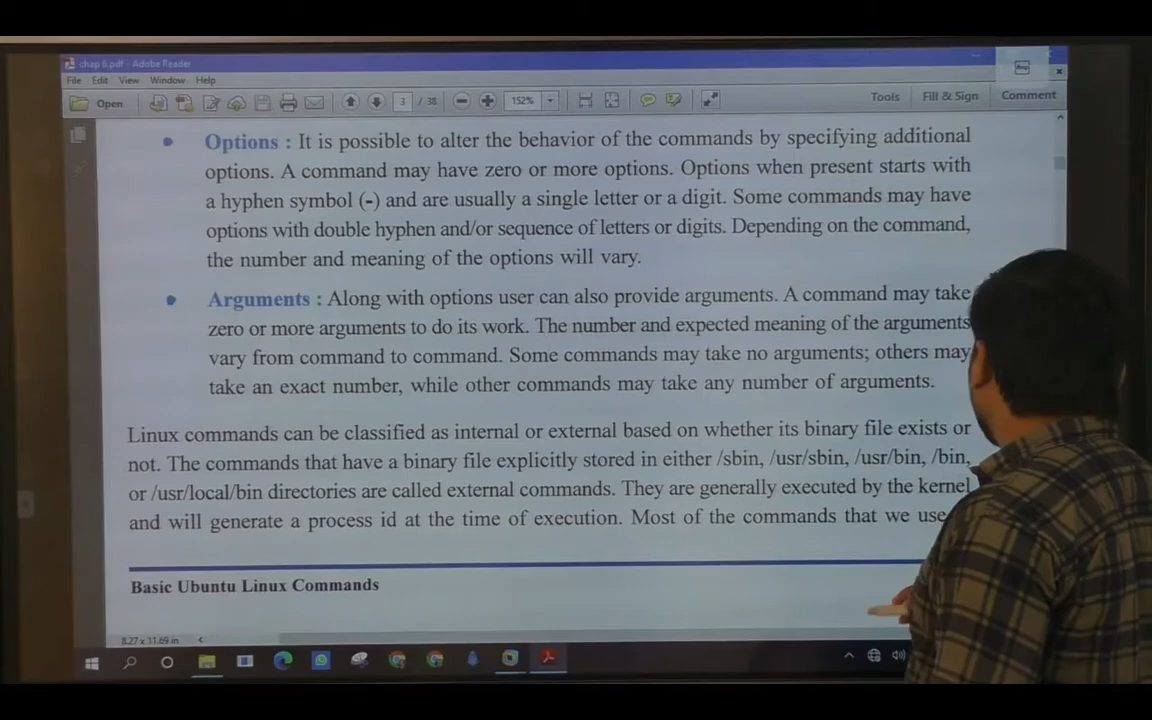 chap 6.pdf - Adobe Reader
File Edit View Window Help
Open 3 / 38 152% Tools Fill & Sign Comment
• Options : It is possible to alter the behavior of the commands by specifying additional
options. A command may have zero or more options. Options when present starts with
a hyphen symbol (-) and are usually a single letter or a digit. Some commands may have
options with double hyphen and/or sequence of letters or digits. Depending on the command,
the number and meaning of the options will vary.
• Arguments : Along with options user can also provide arguments. A command may take
zero or more arguments to do its work. The number and expected meaning of the arguments
vary from command to command. Some commands may take no arguments; others may
take an exact number, while other commands may take any number of arguments.
Linux commands can be classified as internal or external based on whether its binary file exists or
not. The commands that have a binary file explicitly stored in either /sbin, /usr/sbin, /usr/bin, /bin,
or /usr/local/bin directories are called external commands. They are generally executed by the kernel
and will generate a process id at the time of execution. Most of the commands that we use
Basic Ubuntu Linux Commands
8.27 x 11.69 in